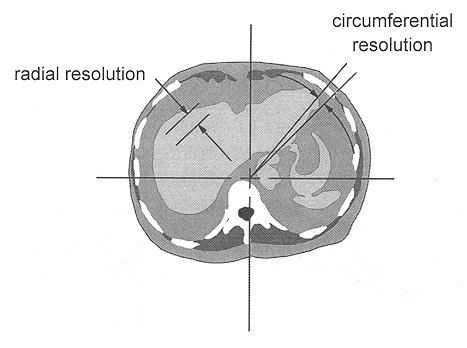 circumferential
resolution
radial resolution